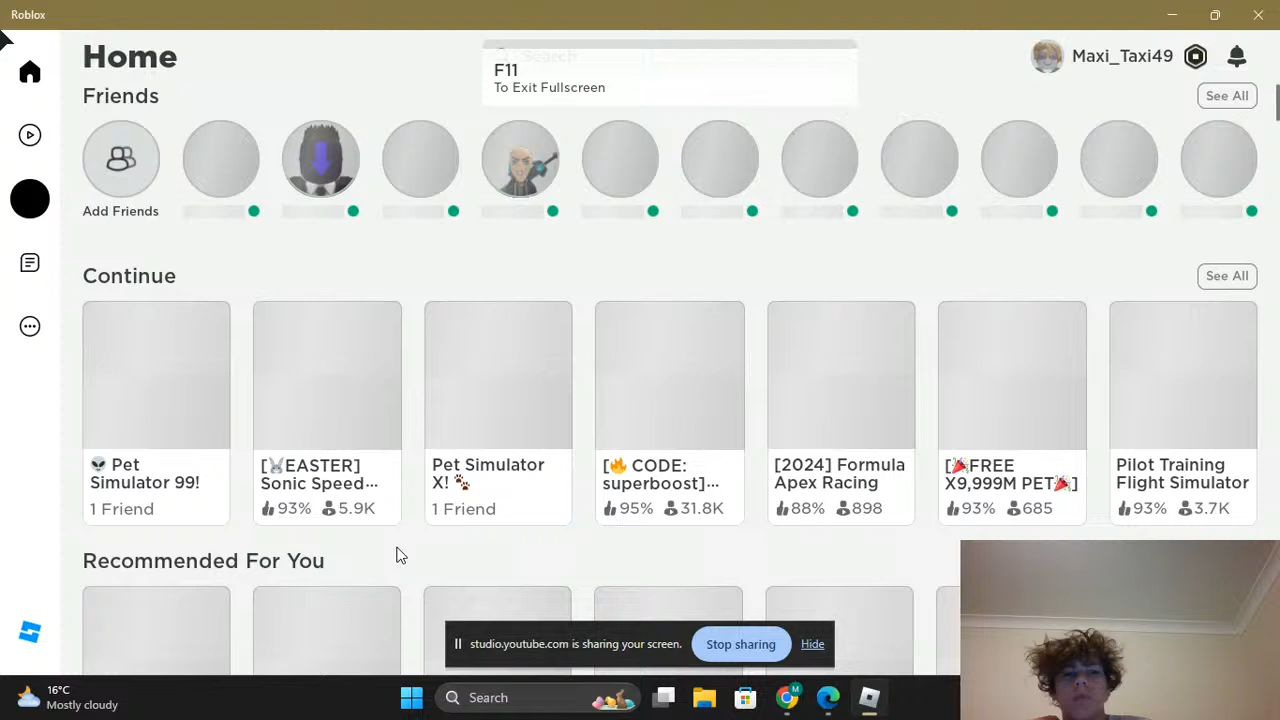 Roblox
Home
Search
F11
To Exit Fullscreen
Maxi_Taxi49
Friends
See All
Add Friends
Continue
See All
👽 Pet
Simulator 99!
1 Friend
[🐰EASTER]
Sonic Speed...
93% 5.9K
Pet Simulator
X! 🐾
1 Friend
[🔥 CODE:
superboost]...
95% 31.8K
[2024] Formula
Apex Racing
88% 898
[🎉FREE
X9,999M PET🎉]
93% 685
Pilot Training
Flight Simulator
93% 3.7K
Recommended For You
studio.youtube.com is sharing your screen.
Stop sharing
Hide
16°C
Mostly cloudy
Search
M